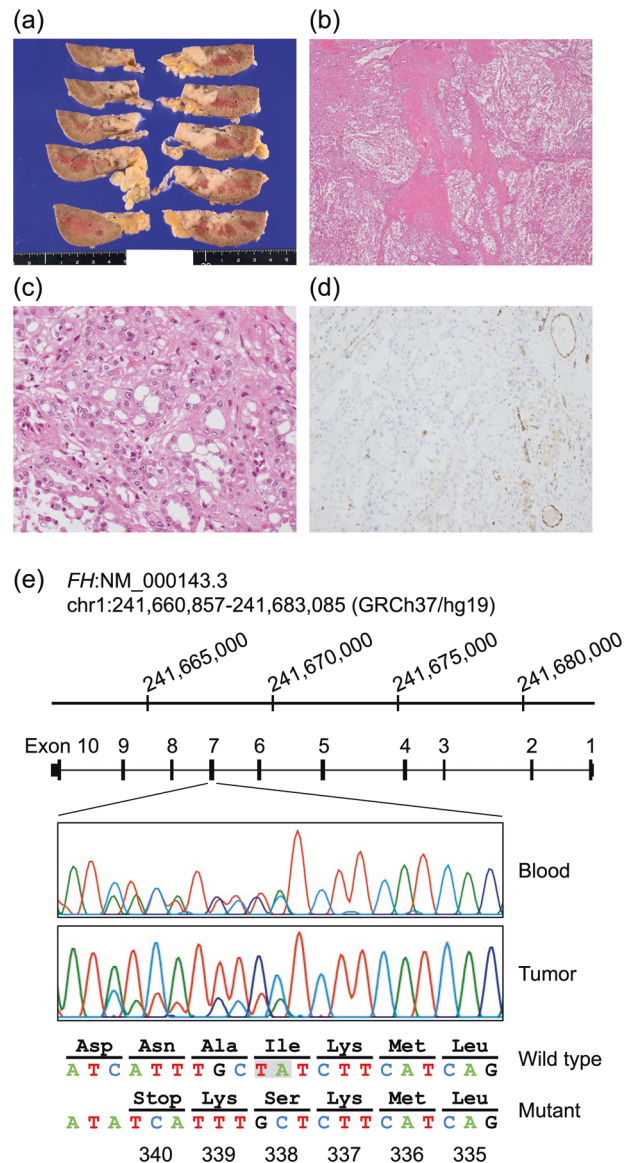 (a)
(b)
(c)
(d)
(e) FH:NM_000143.3
chr1:241,660,857-241,683,085 (GRCh37/hg19)
241,665,000 241,670,000 241,675,000 241,680,000
Exon 10 9 8 7 6 5 4 3 2 1
Blood
Tumor
Asp Asn Ala Ile Lys Met Leu
A T C A T T T G C T A T C T T C A T C A G Wild type
Stop Lys Ser Lys Met Leu
A T A T C A T T T G C T C T T C A T C A G Mutant
340 339 338 337 336 335